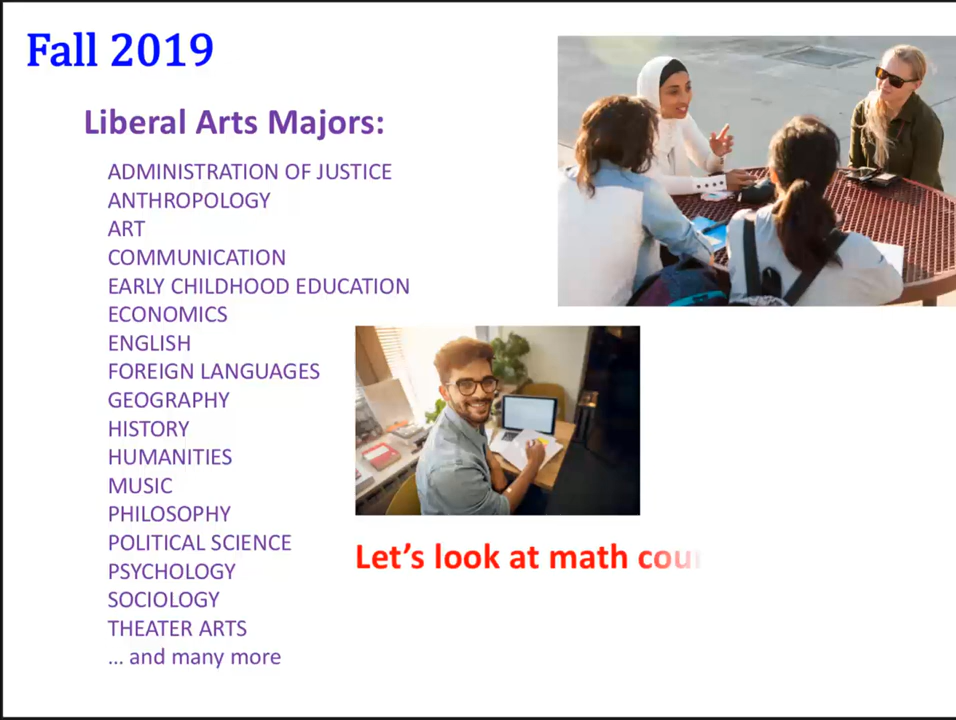 Fall 2019
Liberal Arts Majors:
ADMINISTRATION OF JUSTICE
ANTHROPOLOGY
ART
COMMUNICATION
EARLY CHILDHOOD EDUCATION
ECONOMICS
ENGLISH
FOREIGN LANGUAGES
GEOGRAPHY
HISTORY
HUMANITIES
MUSIC
PHILOSOPHY
POLITICAL SCIENCE
PSYCHOLOGY
SOCIOLOGY
THEATER ARTS
... and many more
Let's look at math